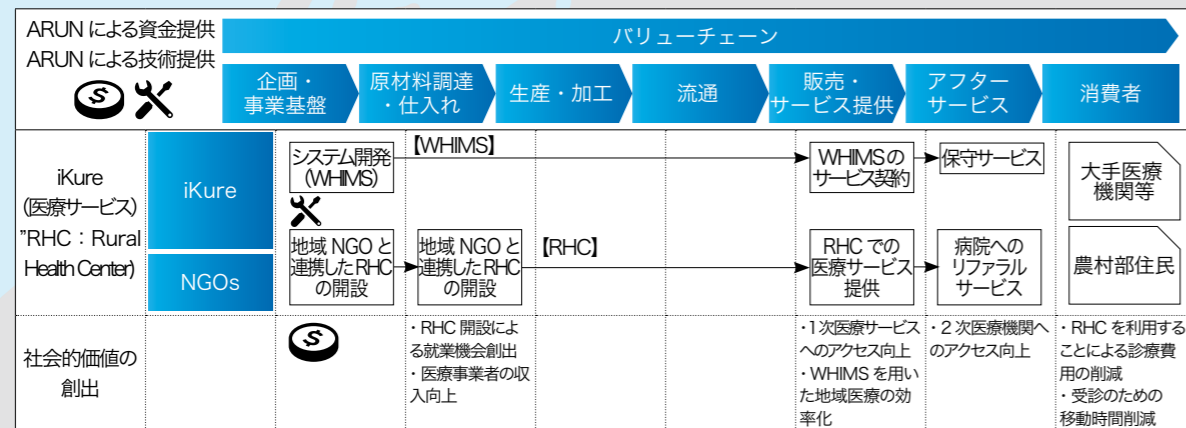 ARUN による資金提供
ARUN による技術提供
バリューチェーン
企画・
事業基盤
原材料調達
・仕入れ
生産・加工
流通
販売・
サービス提供
アフター
サービス
消費者
iKure
(医療サービス)
"RHC：Rural
Health Center)
iKure
NGOs
システム開発
(WHIMS)
【WHIMS】
WHIMSの
サービス契約
保守サービス
大手医療
機関等
地域 NGO と
連携したRHC
の開設
地域 NGO と
連携したRHC
の開設
【RHC】
RHC での
医療サービス
提供
病院への
リファラル
サービス
農村部住民
社会的価値の
創出
・RHC 開設によ
る就業機会創出
・医療事業者の収
入向上
・1次医療サービス
へのアクセス向上
・WHIMS を用い
た地域医療の効
率化
・2 次医療機関へ
のアクセス向上
・RHC を利用する
ことによる診療費
用の削減
・受診のための
移動時間削減